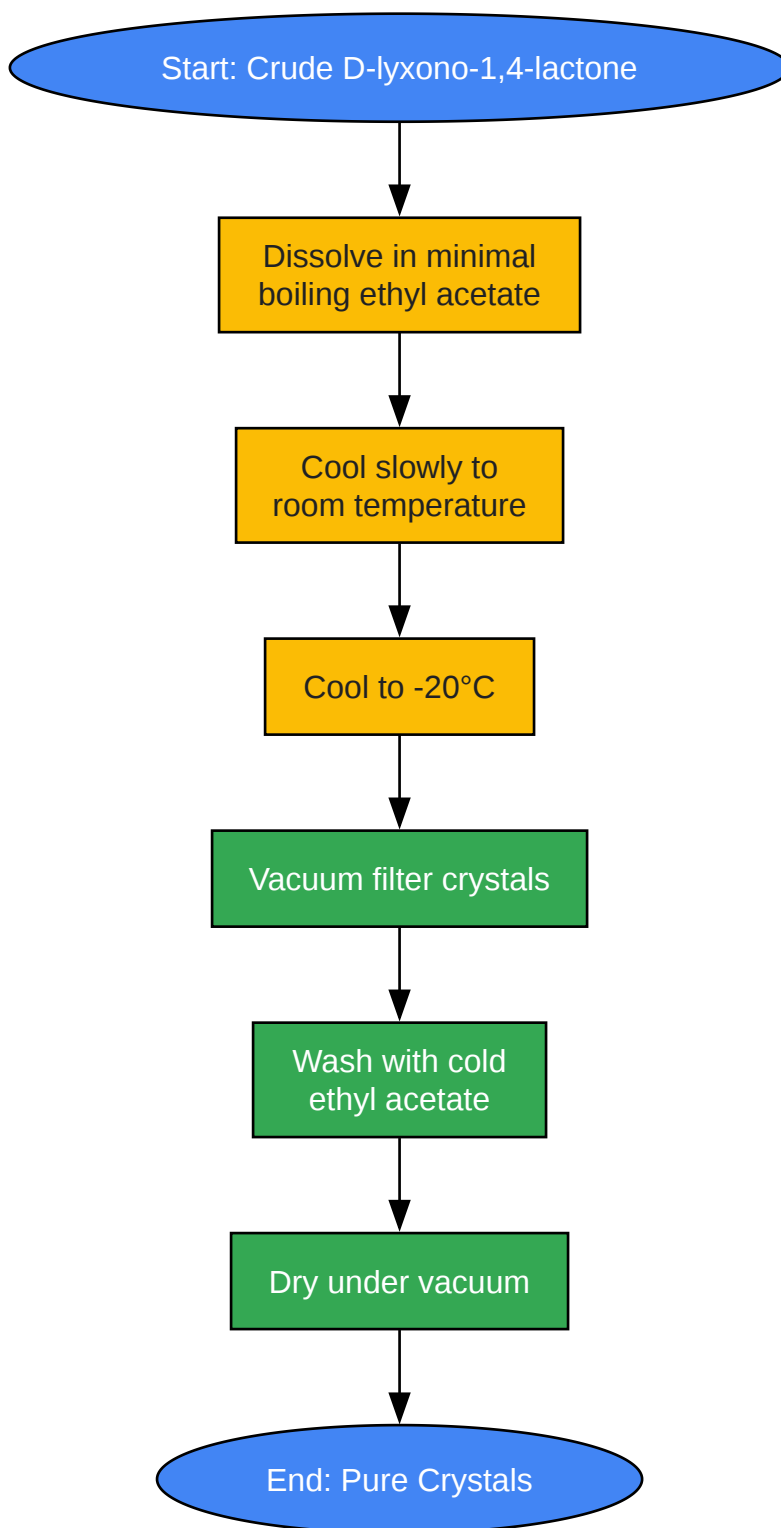 Start: Crude D-lyxono-1,4-lactone
Dissolve in minimal
boiling ethyl acetate
Cool slowly to
room temperature
Cool to -20°C
Vacuum filter crystals
Wash with cold
ethyl acetate
Dry under vacuum
End: Pure Crystals